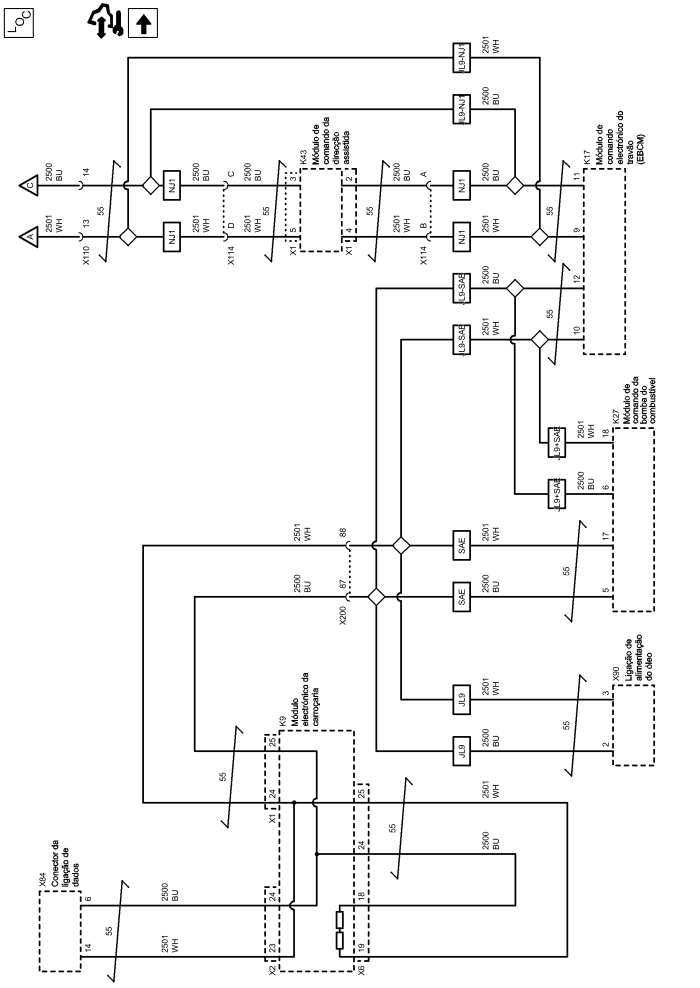 LOC
C
2500
BU
14
A
2501
WH
13
X110
55
NJ1
NJ1
2500
BU
C
2500
BU
2501
WH
D
2501
WH
X114
55
3
5
X1
K43
Módulo de
comando da
direcção
assistida
2
4
X1
2500
BU
A
2501
WH
B
X114
55
NJ1
NJ1
2500
BU
2501
WH
JL9-NJ1
2501
WH
JL9-NJ1
2500
BU
55
11
9
12
10
K17
Módulo de
comando
electrónico do
travão
(EBCM)
JL9-SAE
2500
BU
JL9-SAE
2501
WH
55
JL9+SAE
2501
WH
18
JL9+SAE
2500
BU
6
K27
Módulo de
comando da
bomba do
combustível
2501
WH
88
2500
BU
87
X200
SAE
2501
WH
17
SAE
2500
BU
5
55
JL9
2501
WH
3
JL9
2500
BU
2
55
X90
Ligação de
alimentação
do óleo
K9
Módulo
electrónico da
carroçaria
55
25
24
X1
25
24
18
19
X6
55
2501
WH
2500
BU
X84
Conector da
ligação de
dados
6
14
55
2500
BU
2501
WH
24
23
X2